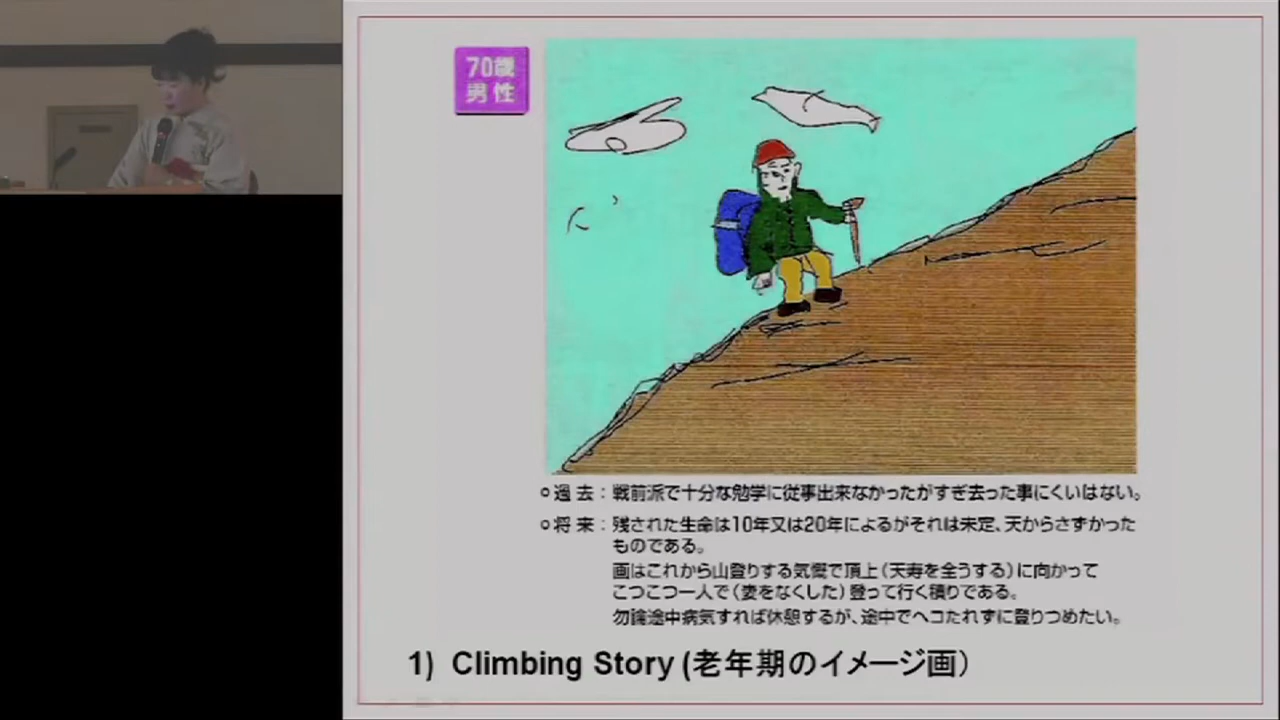 70歳
男性
○過去：戦前派で十分な勉学に従事出来なかったがすぎ去った事にくいはない。
○将来：残された生命は10年又は20年によるがそれは未定、天からさずかった
ものである。
画はこれから山登りする気慨で頂上（天寿を全うする）に向かって
こつこつ一人で（妻をなくした）登って行く積りである。
勿論途中病気すれば休憩するが、途中でヘコたれずに登りつめたい。
1) Climbing Story (老年期のイメージ画）